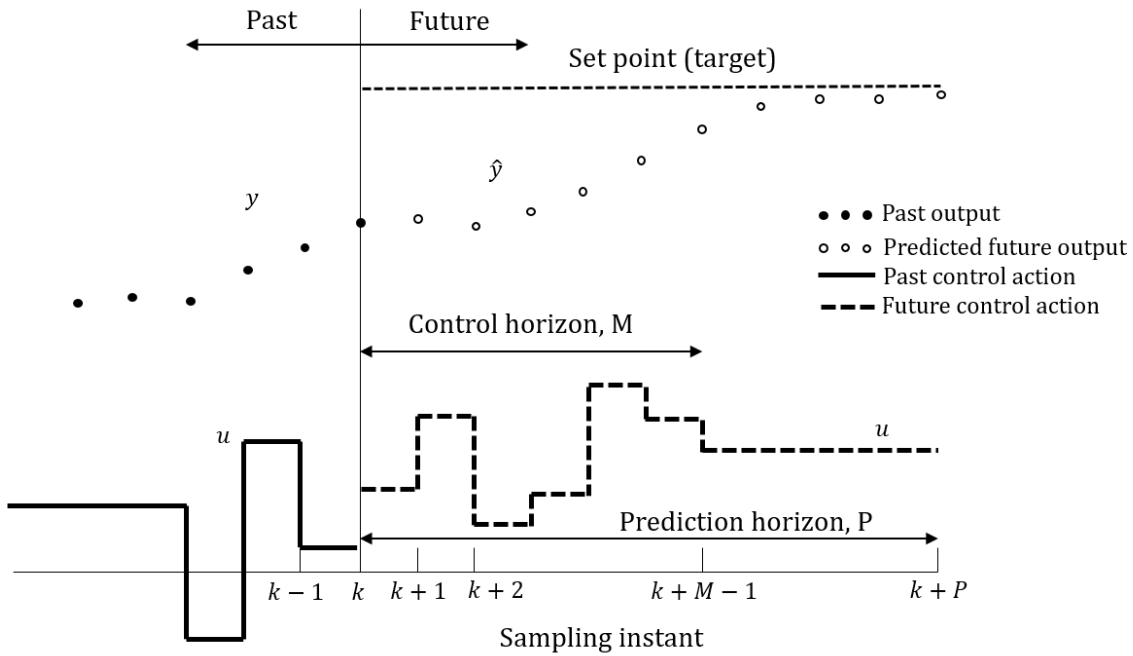 Past
Future
Set point (target)
ŷ
y
Past output
Predicted future output
Past control action
Future control action
Control horizon, M
u
u
Prediction horizon, P
k − 1
k
k + 1
k + 2
k + M − 1
k + P
Sampling instant